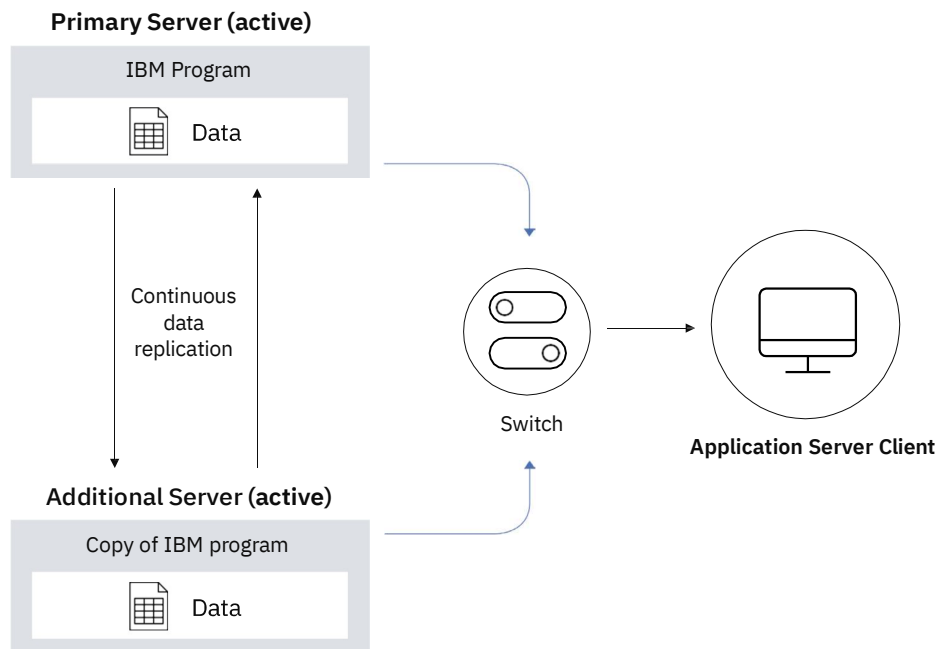 Primary Server (active)
IBM Program
Data
Continuous
data
replication
Switch
Application Server Client
Additional Server (active)
Copy of IBM program
Data